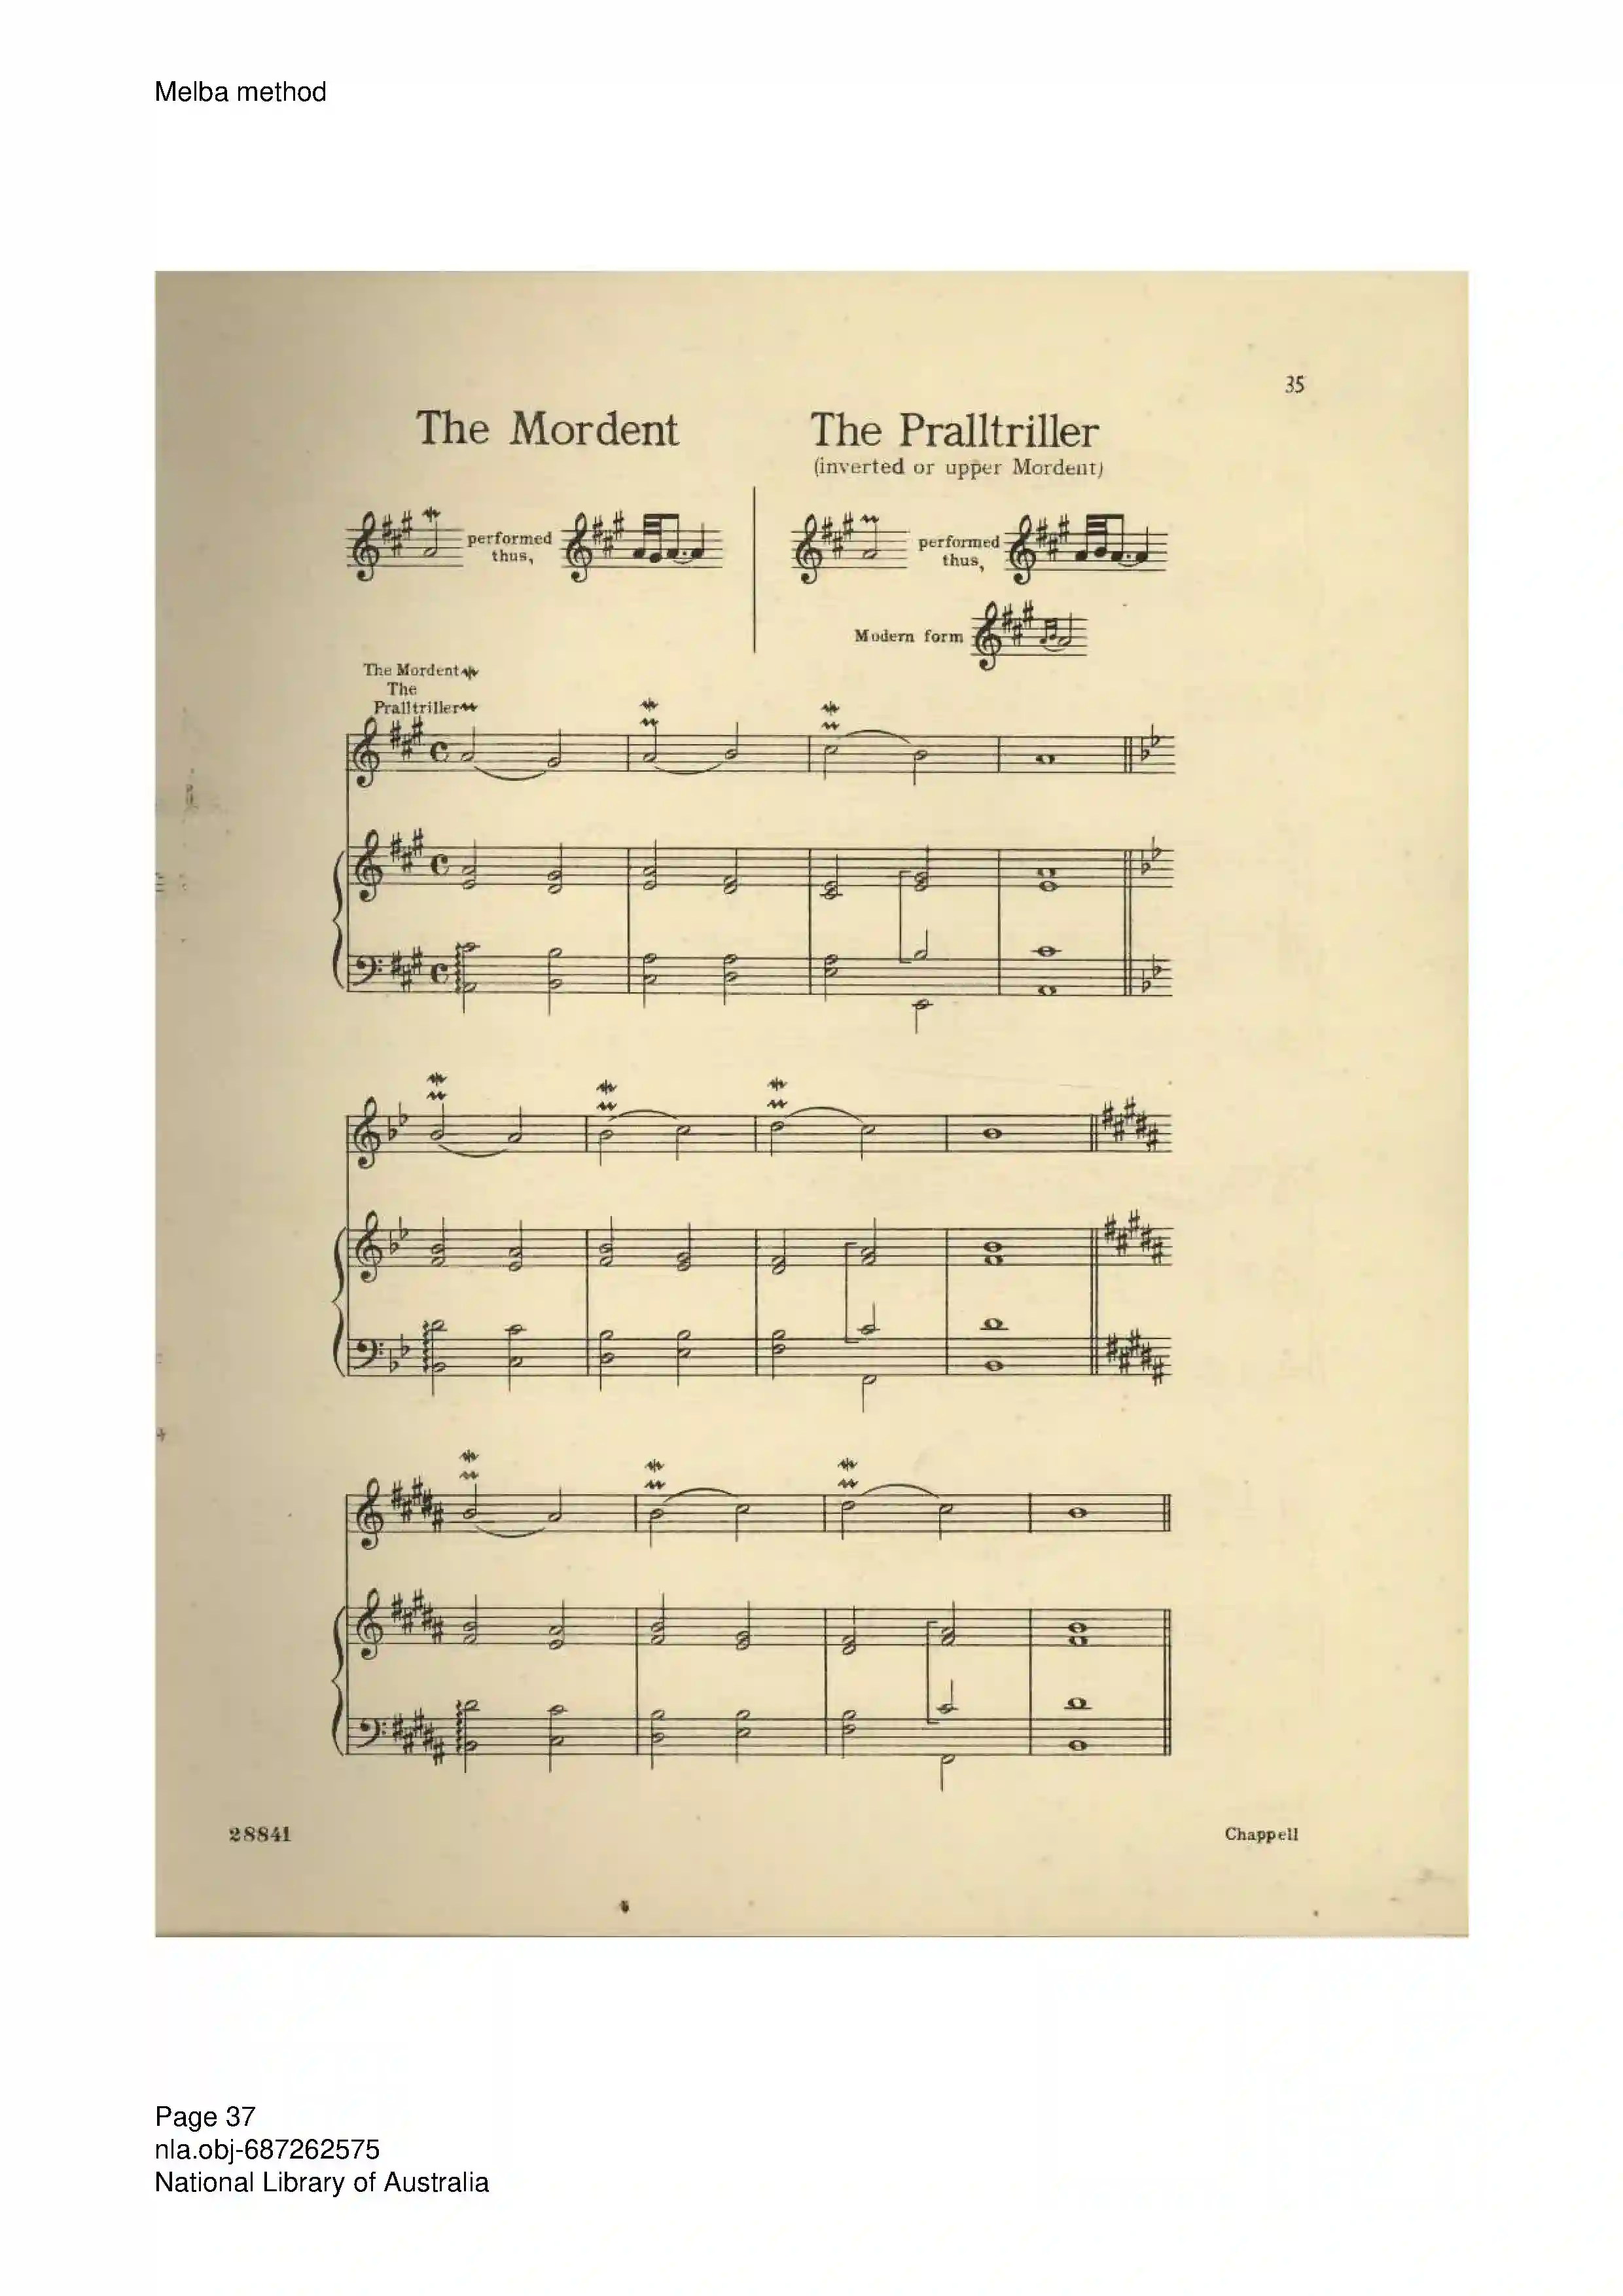 Melba method
35
The Mordent
The Pralltriller
(inverted or upper Mordent)
performed
thus,
performed
thus,
Modern form
The Mordent
The
Pralltriller
28841
Chappell
Page 37
nla.obj-687262575
National Library of Australia